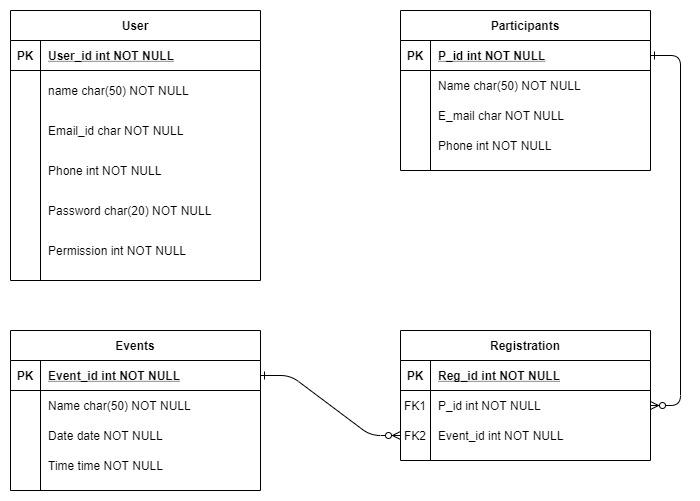 User
PK User_id int NOT NULL
name char(50) NOT NULL
Email_id char NOT NULL
Phone int NOT NULL
Password char(20) NOT NULL
Permission int NOT NULL
Participants
PK P_id int NOT NULL
Name char(50) NOT NULL
E_mail char NOT NULL
Phone int NOT NULL
Events
PK Event_id int NOT NULL
Name char(50) NOT NULL
Date date NOT NULL
Time time NOT NULL
Registration
PK Reg_id int NOT NULL
FK1 P_id int NOT NULL
FK2 Event_id int NOT NULL